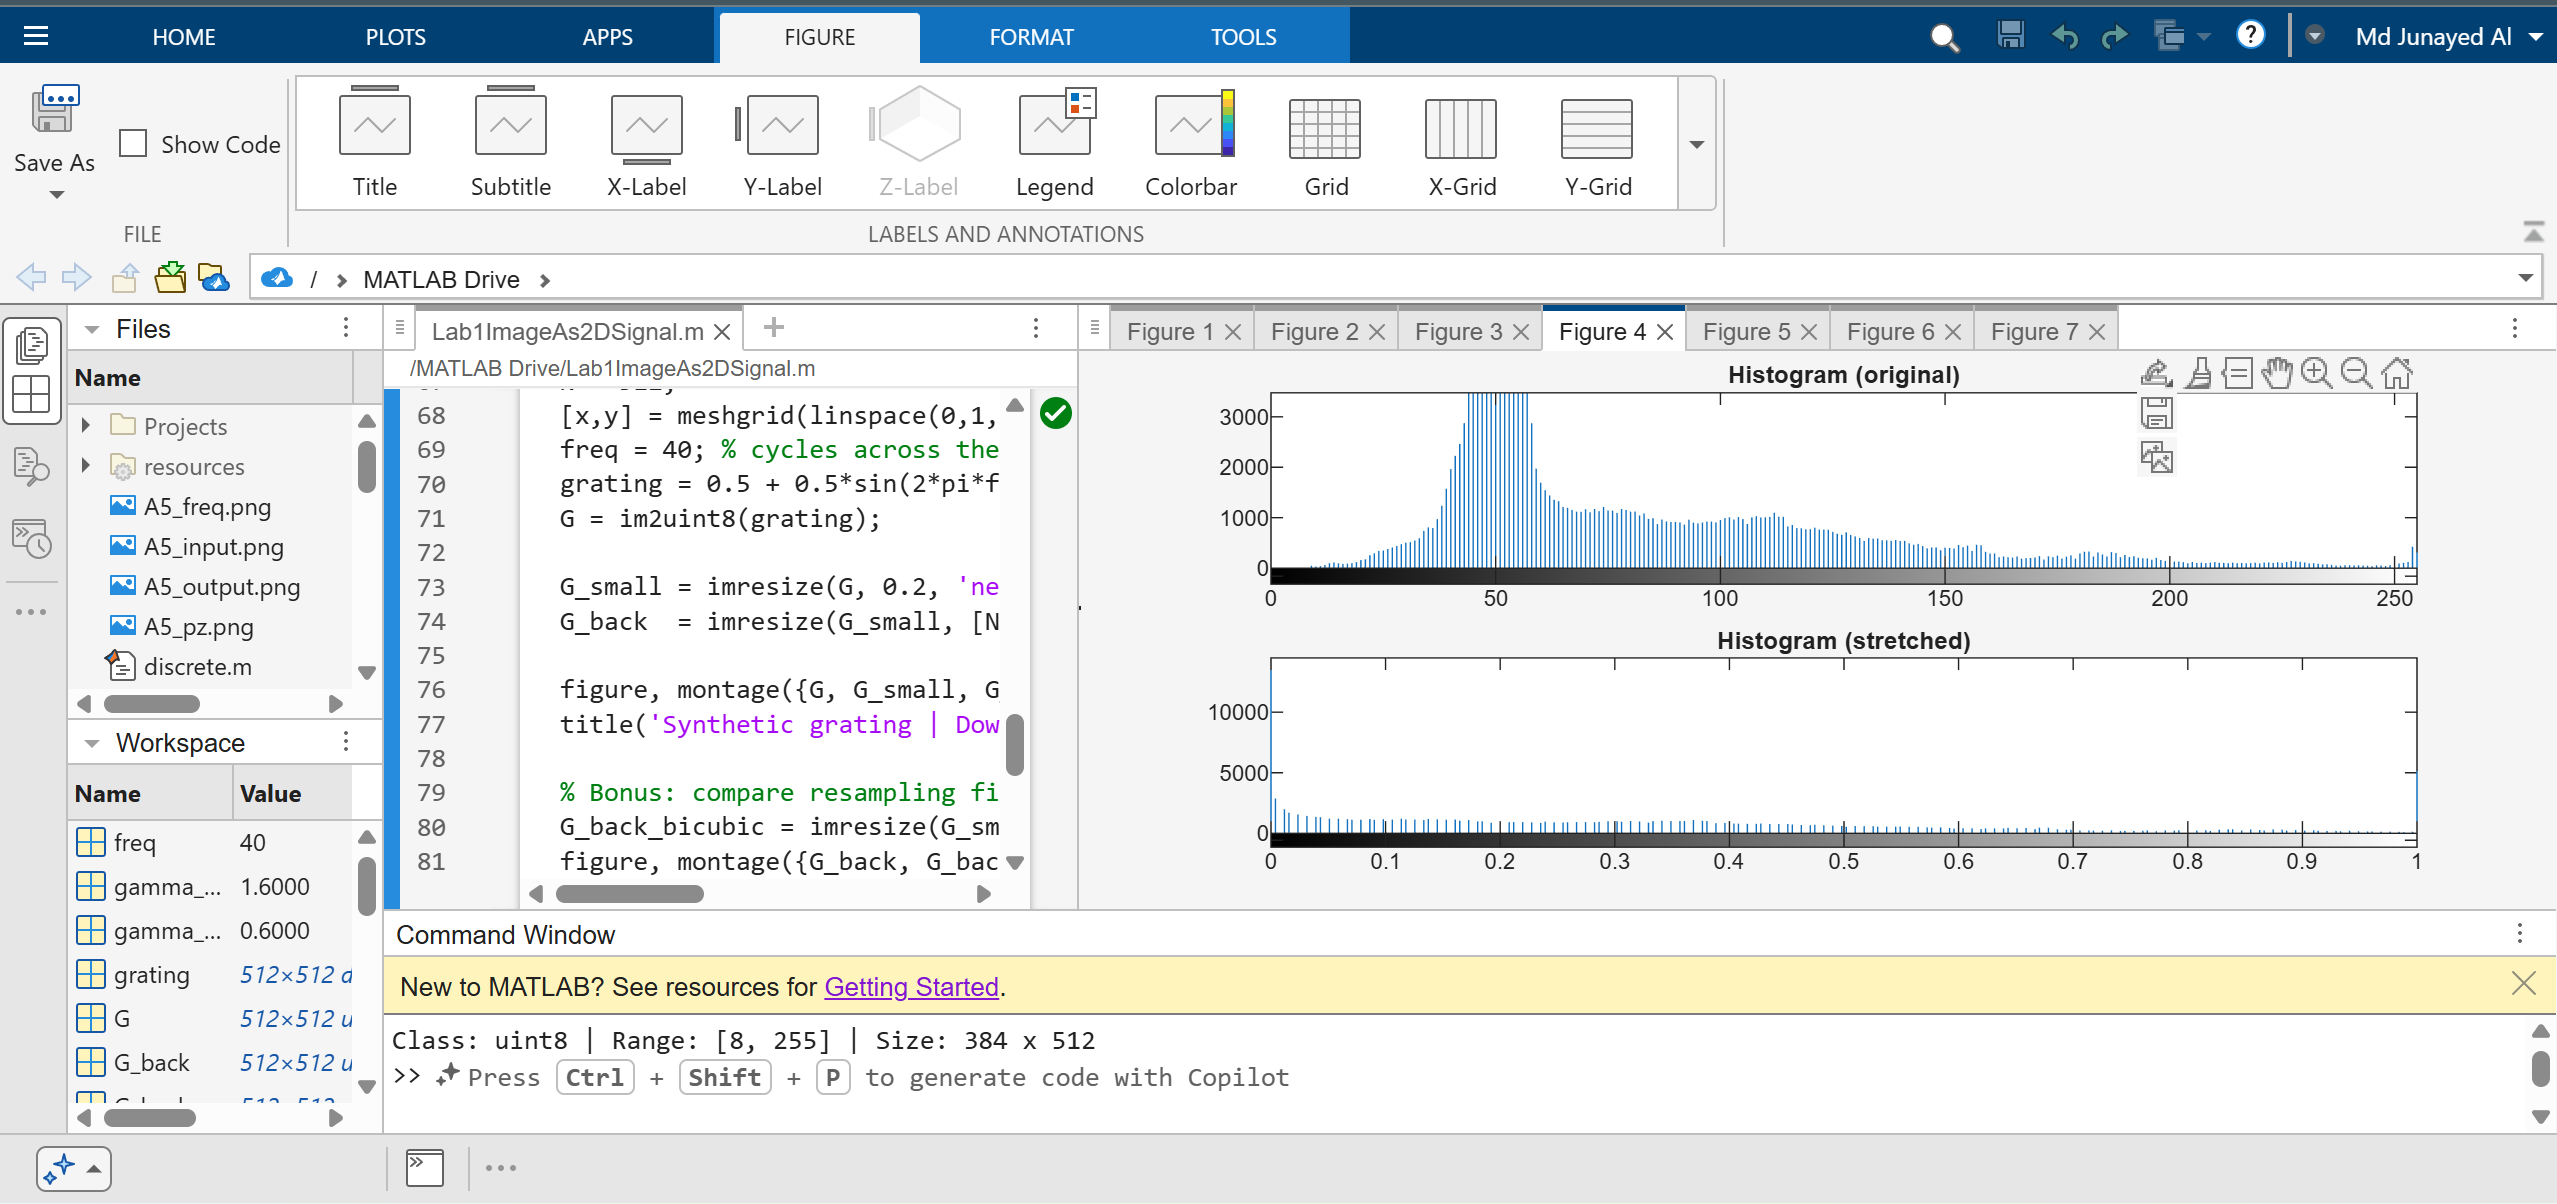 HOME PLOTS APPS FIGURE FORMAT TOOLS Md Junayed Al
Save As
Show Code
Title Subtitle X-Label Y-Label Z-Label Legend Colorbar Grid X-Grid Y-Grid
FILE LABELS AND ANNOTATIONS
/ MATLAB Drive
Files
Name
Projects
resources
A5_freq.png
A5_input.png
A5_output.png
A5_pz.png
discrete.m
Workspace
Name Value
freq 40
gamma_... 1.6000
gamma_... 0.6000
grating 512×512 d
G 512×512 u
G_back 512×512 u
Lab1ImageAs2DSignal.m
/MATLAB Drive/Lab1ImageAs2DSignal.m
68 [x,y] = meshgrid(linspace(0,1,
69 freq = 40; % cycles across the
70 grating = 0.5 + 0.5*sin(2*pi*f
71 G = im2uint8(grating);
72
73 G_small = imresize(G, 0.2, 'ne
74 G_back = imresize(G_small, [N
75
76 figure, montage({G, G_small, G
77 title('Synthetic grating | Dow
78
79 % Bonus: compare resampling fi
80 G_back_bicubic = imresize(G_sm
81 figure, montage({G_back, G_bac
Figure 1 Figure 2 Figure 3 Figure 4 Figure 5 Figure 6 Figure 7
Histogram (original)
3000
2000
1000
0
0 50 100 150 200 250
Histogram (stretched)
10000
5000
0
0 0.1 0.2 0.3 0.4 0.5 0.6 0.7 0.8 0.9 1
Command Window
New to MATLAB? See resources for Getting Started.
Class: uint8 | Range: [8, 255] | Size: 384 x 512
>> Press Ctrl + Shift + P to generate code with Copilot